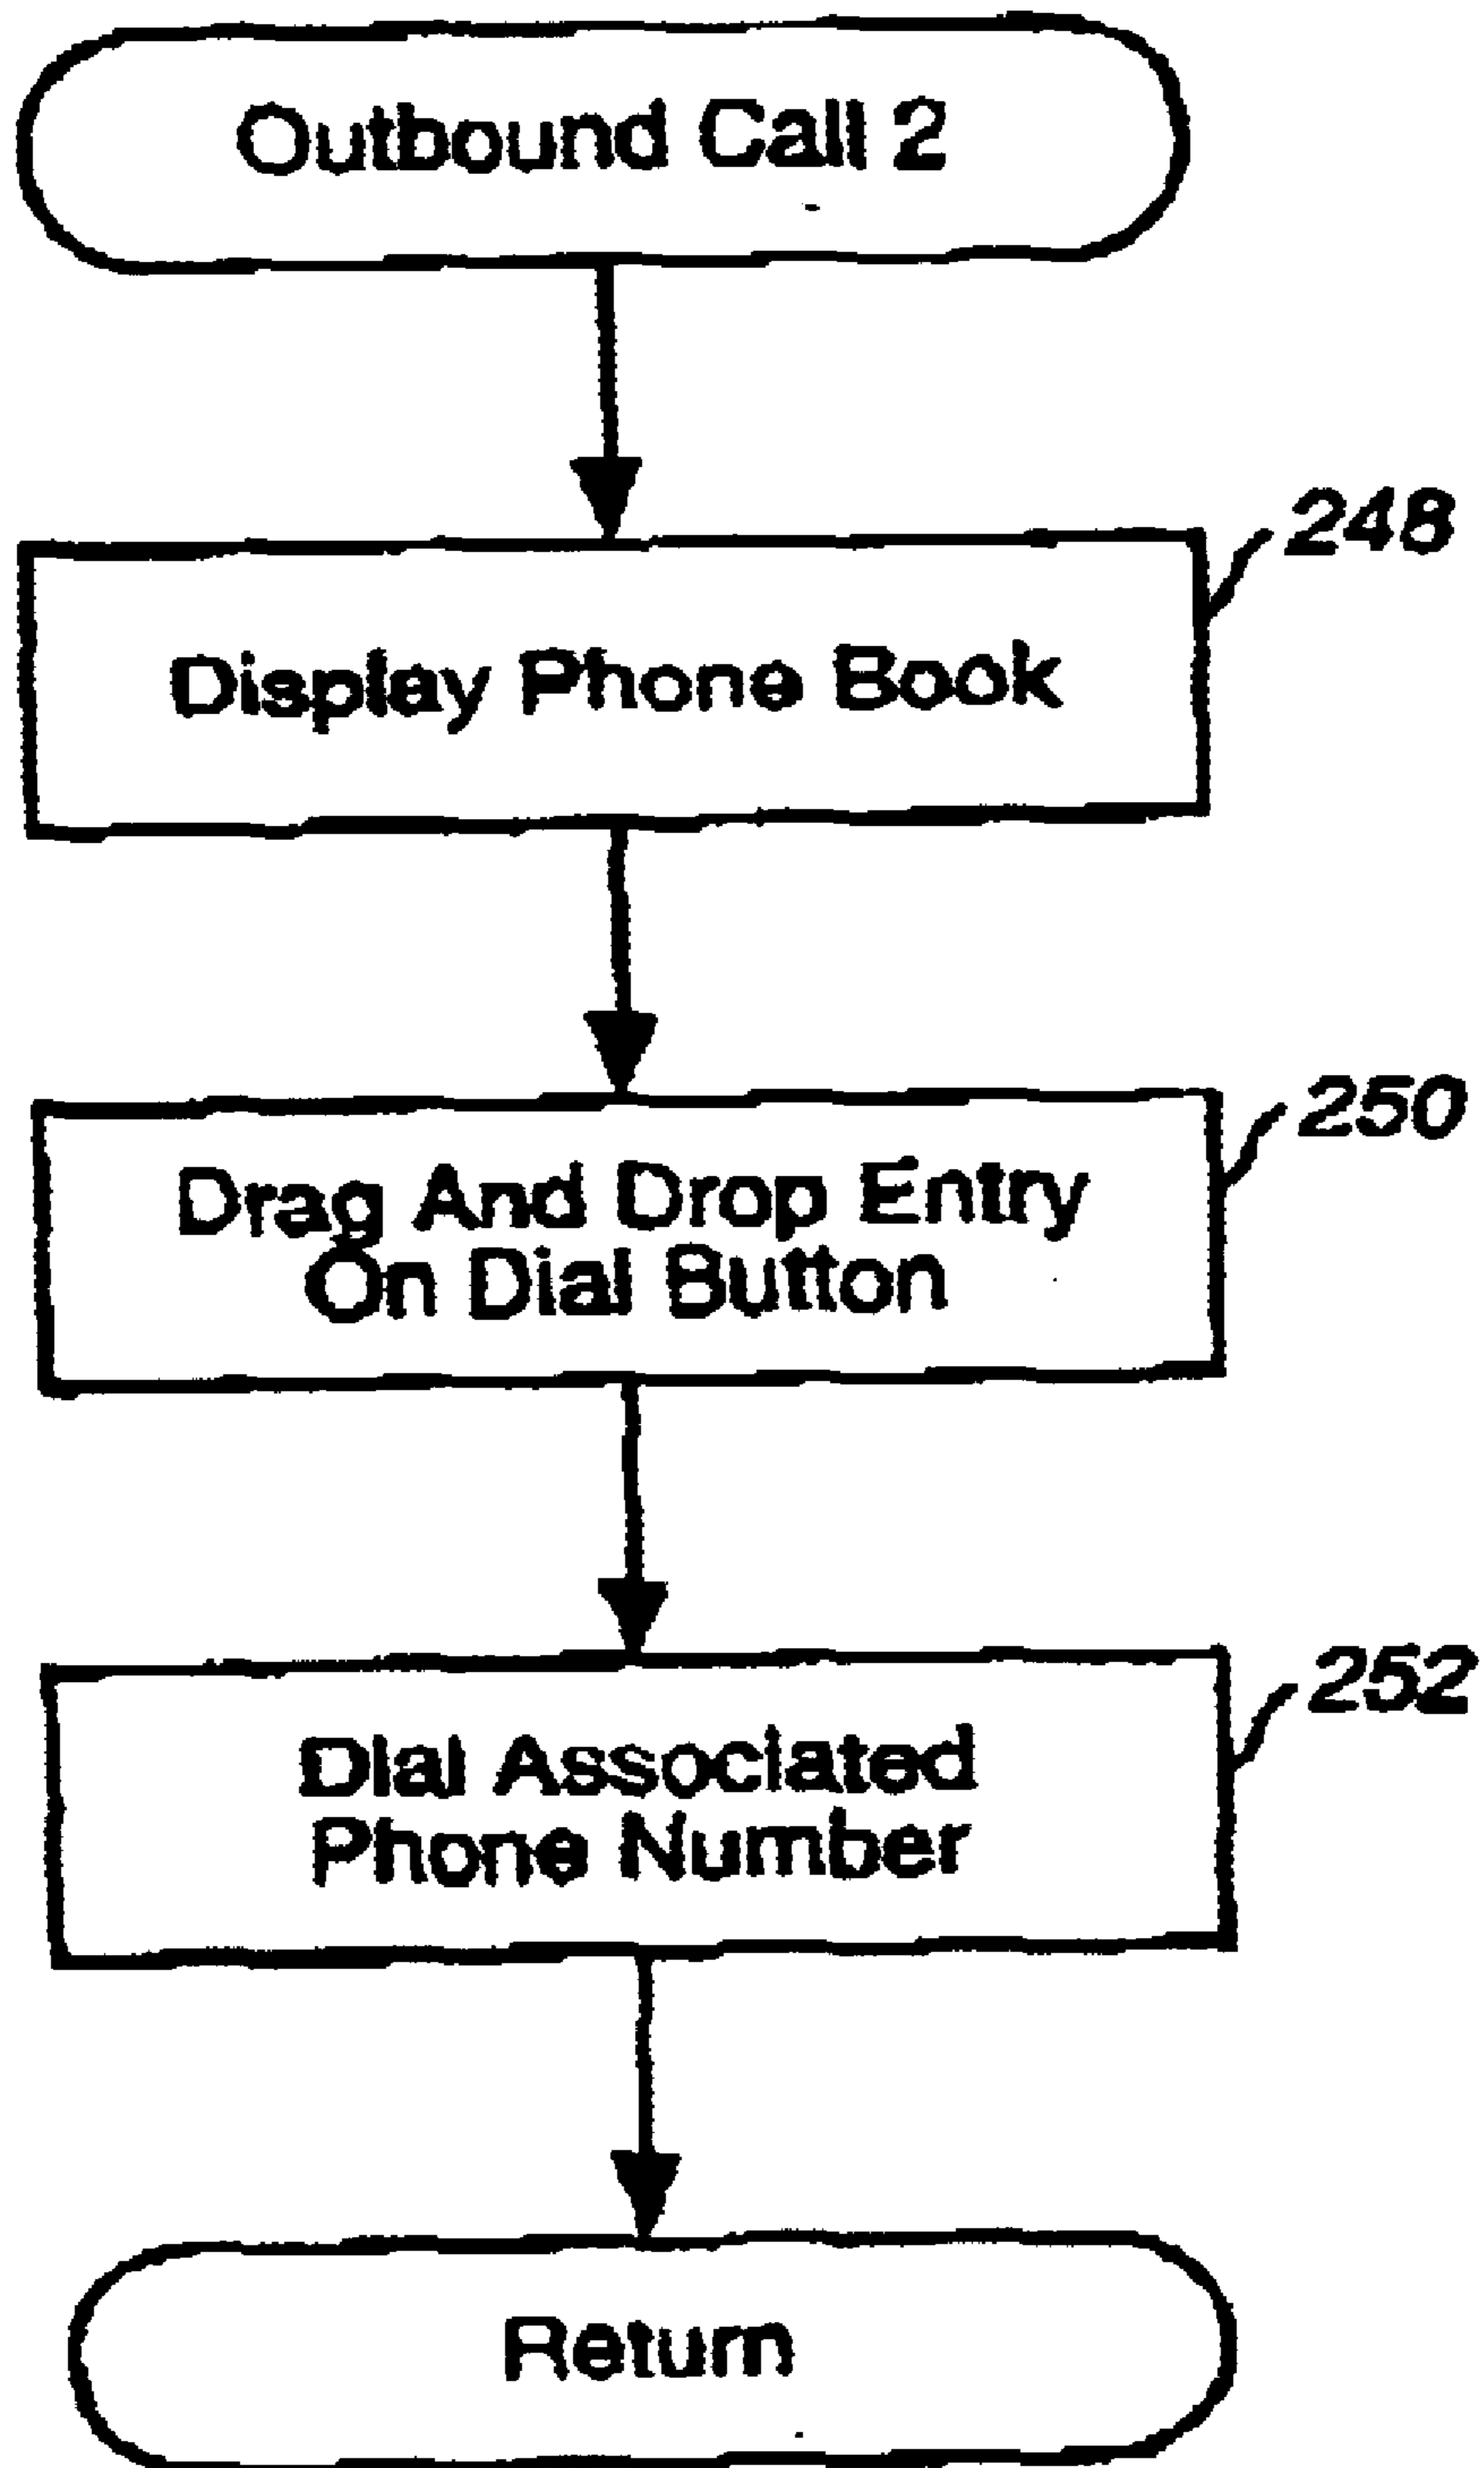 Outbound Call 2
248
Display Phone Book
250
Drag And Drop Entry
On Dial Button
252
Dial Associated
Phone Number
Return